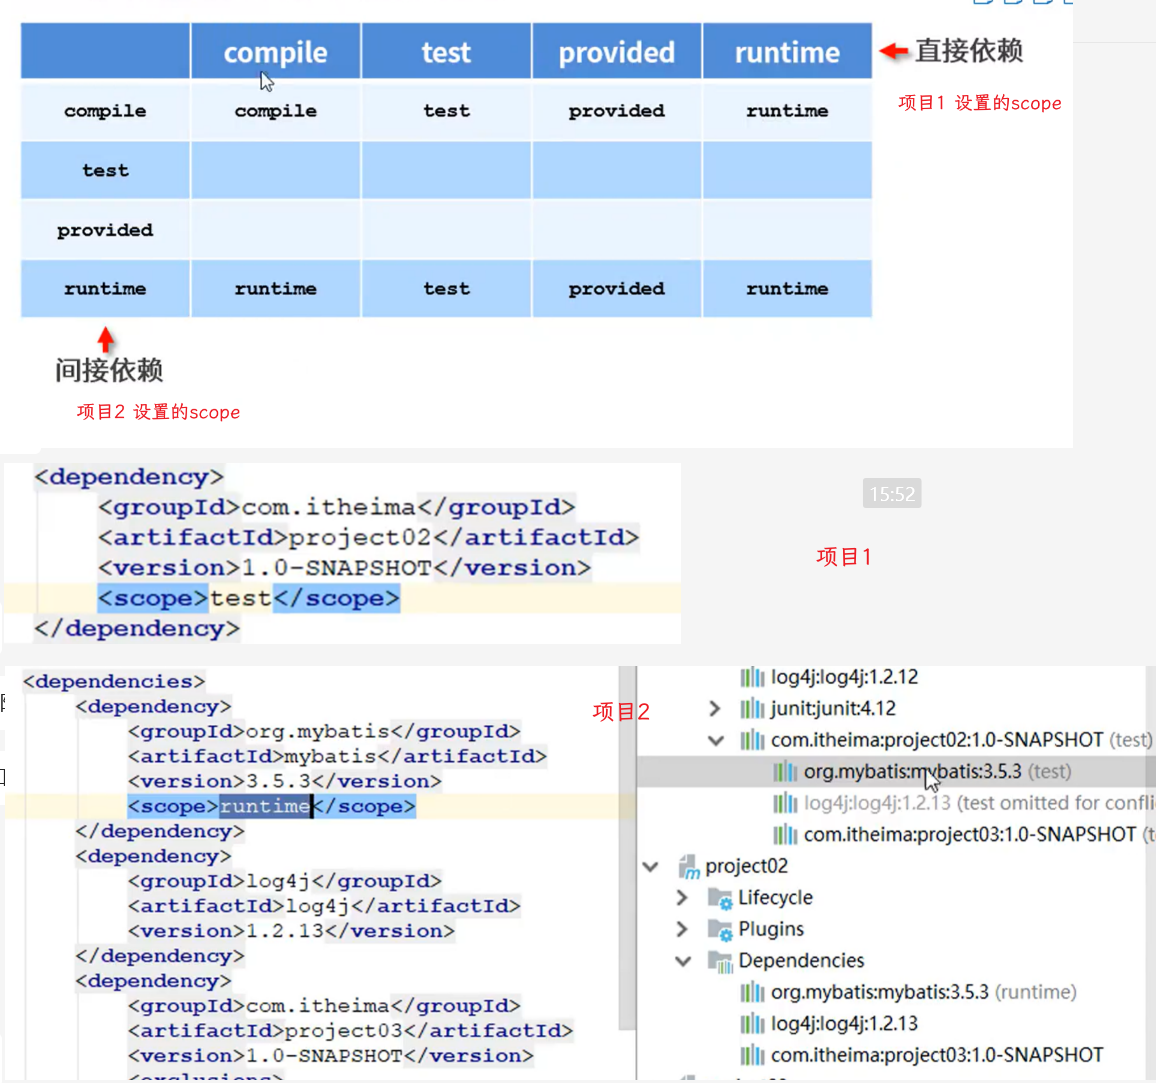 compile test provided runtime
直接依赖
项目1 设置的scope
compile compile test provided runtime
test
provided
runtime runtime test provided runtime
间接依赖
项目2 设置的scope
<dependency>
<groupId>com.itheima</groupId>
<artifactId>project02</artifactId>
<version>1.0-SNAPSHOT</version>
<scope>test</scope>
</dependency>
15:52
项目1
<dependencies>
<dependency>
<groupId>org.mybatis</groupId>
<artifactId>mybatis</artifactId>
<version>3.5.3</version>
<scope>runtime</scope>
</dependency>
<dependency>
<groupId>log4j</groupId>
<artifactId>log4j</artifactId>
<version>1.2.13</version>
</dependency>
<dependency>
<groupId>com.itheima</groupId>
<artifactId>project03</artifactId>
<version>1.0-SNAPSHOT</version>
<exclusions>
项目2
log4j:log4j:1.2.12
junit:junit:4.12
com.itheima:project02:1.0-SNAPSHOT (test)
org.mybatis:mybatis:3.5.3 (test)
log4j:log4j:1.2.13 (test omitted for confli
com.itheima:project03:1.0-SNAPSHOT (t
project02
Lifecycle
Plugins
Dependencies
org.mybatis:mybatis:3.5.3 (runtime)
log4j:log4j:1.2.13
com.itheima:project03:1.0-SNAPSHOT